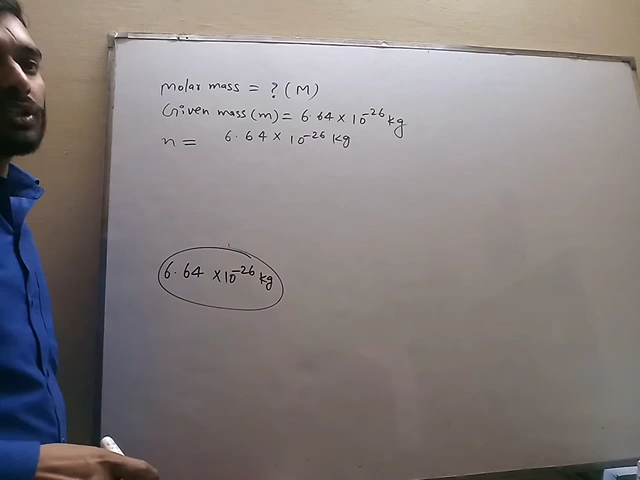 Molar mass = ? (M)
Given mass (m) = 6.64 × 10⁻²⁶ kg
n = 6.64 × 10⁻²⁶ kg
6.64 × 10⁻²⁶ kg